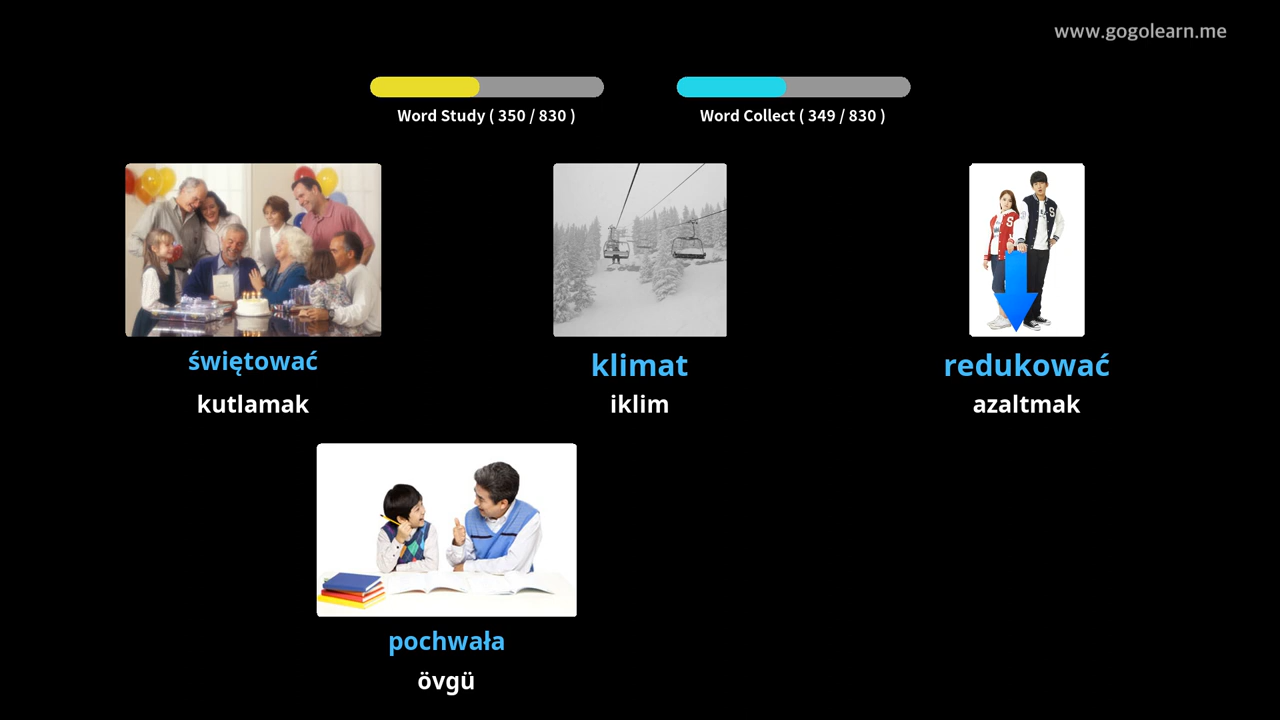 www.gogolearn.me
Word Study ( 350 / 830 )
Word Collect ( 349 / 830 )
świętować
kutlamak
klimat
iklim
redukować
azaltmak
pochwała
övgü